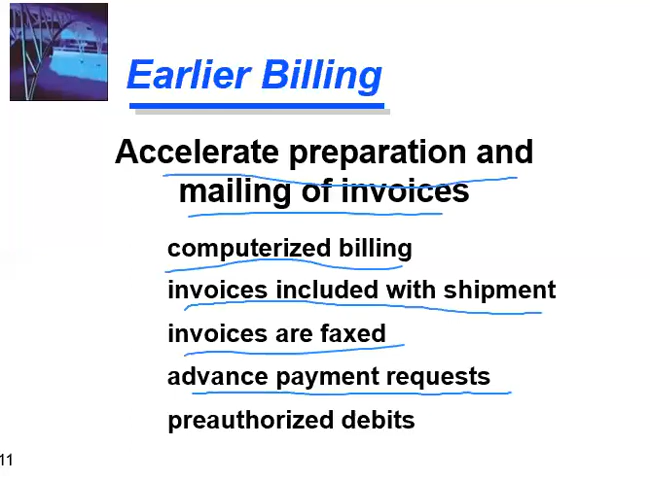 Earlier Billing
Accelerate preparation and
mailing of invoices
computerized billing
invoices included with shipment
invoices are faxed
advance payment requests
preauthorized debits
11